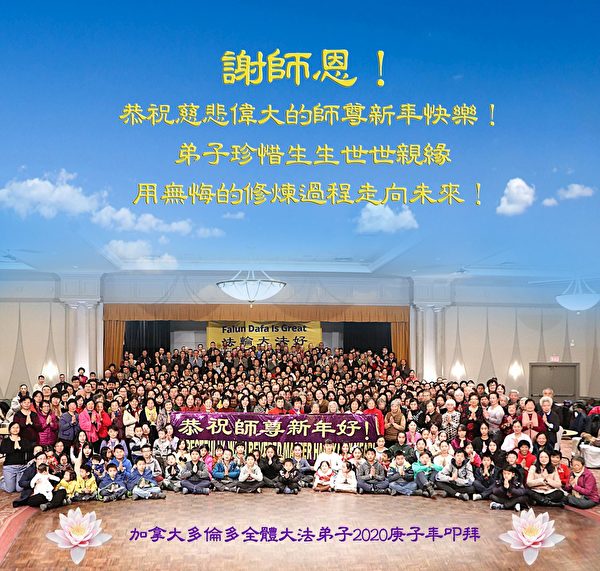 謝師恩！
恭祝慈悲偉大的師尊新年快樂！
弟子珍惜生生世世親緣
用無悔的修煉過程走向未來！
Falun Dafa Is Great
法輪大法好
恭祝師尊新年好！
加拿大多倫多全體大法弟子2020庚子年叩拜